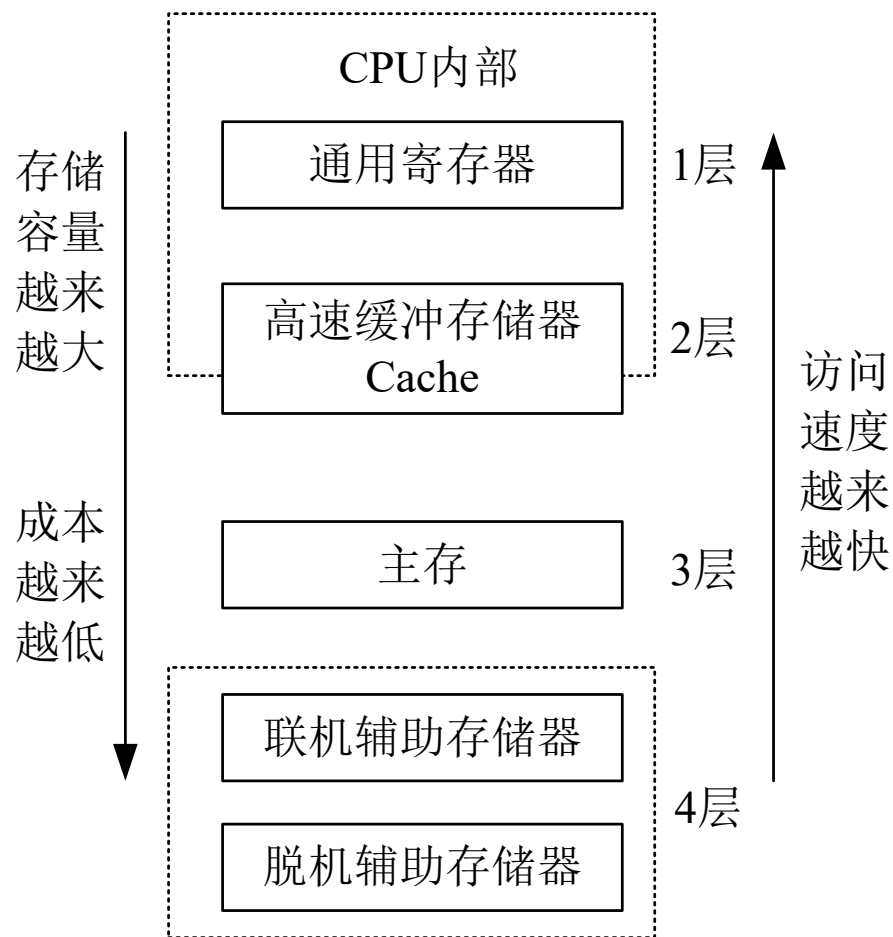 CPU内部
通用寄存器
1层
高速缓冲存储器
Cache
2层
主存
3层
联机辅助存储器
脱机辅助存储器
4层
存储
容量
越来
越大
成本
越来
越低
访问
速度
越来
越快